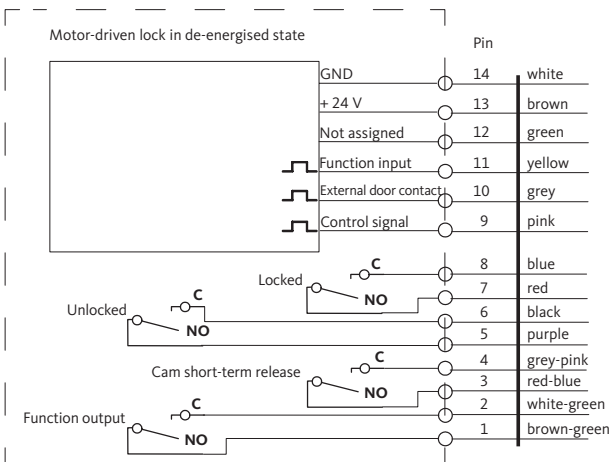 Motor-driven lock in de-energised state
Pin
GND 14 white
+ 24 V 13 brown
Not assigned 12 green
Function input 11 yellow
External door contact 10 grey
Control signal 9 pink
C 8 blue
Locked NO 7 red
C 6 black
Unlocked NO 5 purple
C 4 grey-pink
Cam short-term release NO 3 red-blue
C 2 white-green
Function output NO 1 brown-green